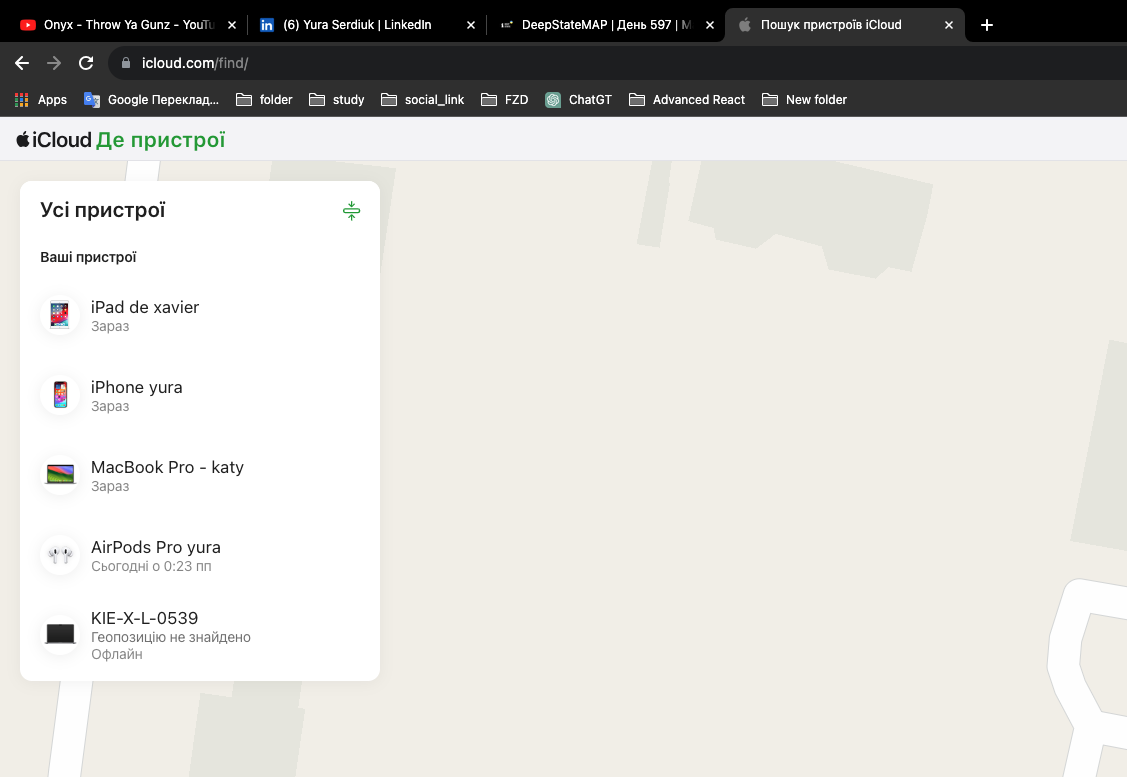 Onyx - Throw Ya Gunz - YouTu
(6) Yura Serdiuk | LinkedIn
DeepStateMAP | День 597 | M
Пошук пристроїв iCloud
icloud.com/find/
Apps
Google Переклад...
folder
study
social_link
FZD
ChatGT
Advanced React
New folder
iCloud Де пристрої
Усі пристрої
Ваші пристрої
iPad de xavier
Зараз
iPhone yura
Зараз
MacBook Pro - katy
Зараз
AirPods Pro yura
Сьогодні о 0:23 пп
KIE-X-L-0539
Геопозицію не знайдено
Офлайн